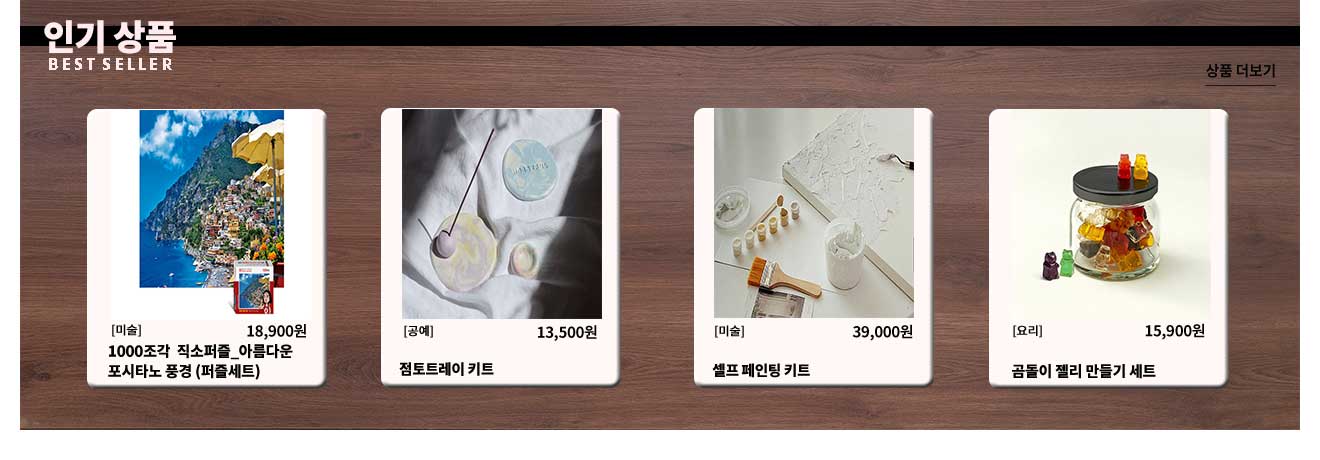 인기 상품
BEST SELLER
상품 더보기
[미술] 18,900원
1000조각 직소퍼즐_아름다운
포시타노 풍경 (퍼즐세트)
[공예] 13,500원
점토트레이 키트
[미술] 39,000원
셀프 페인팅 키트
[요리] 15,900원
곰돌이 젤리 만들기 세트